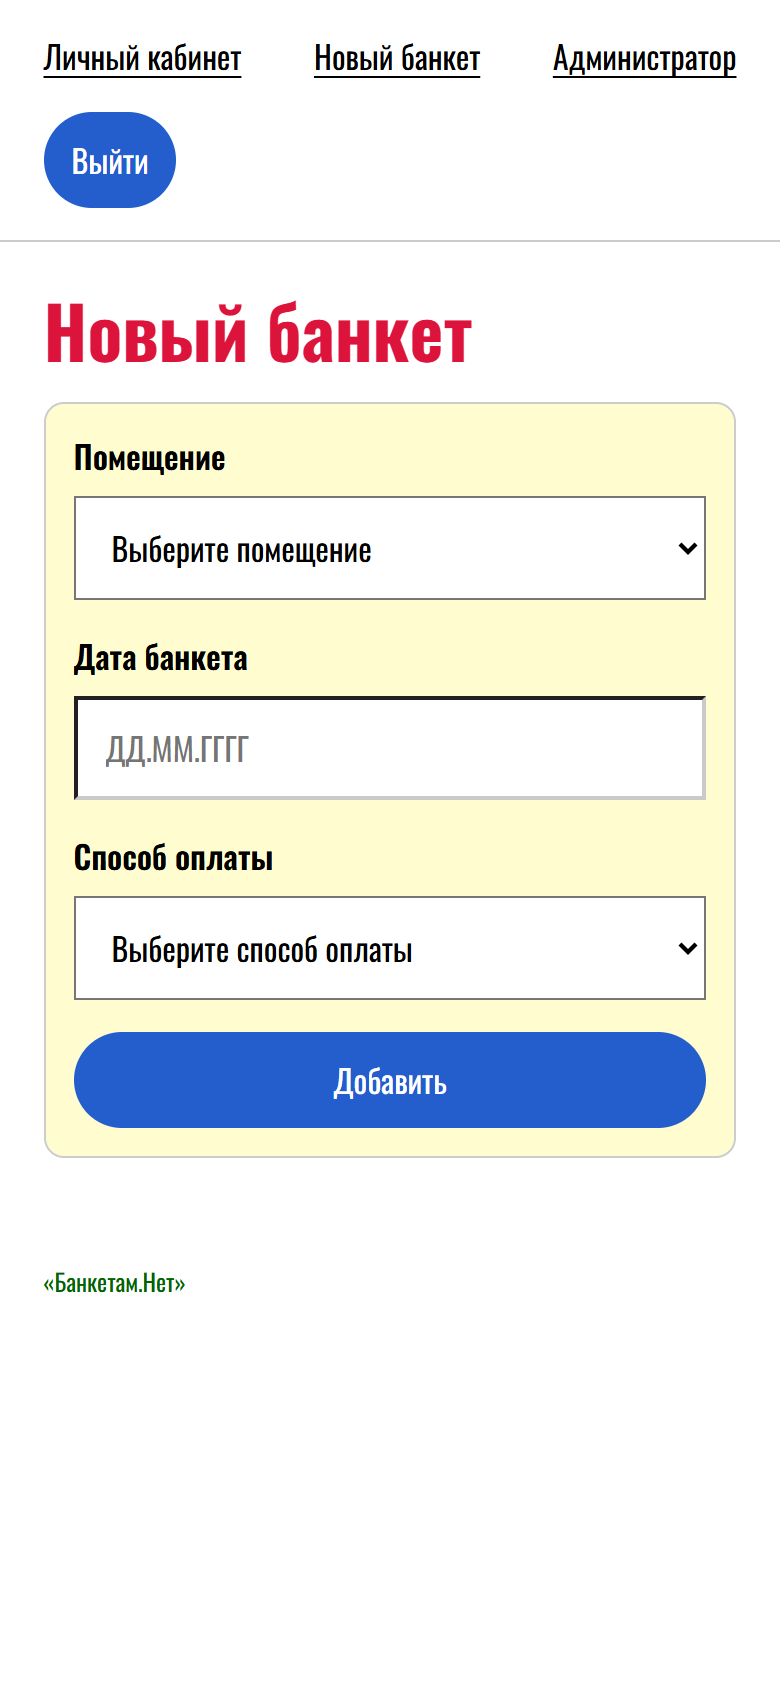 Личный кабинет Новый банкет Администратор
Выйти
Новый банкет
Помещение
Выберите помещение
Дата банкета
ДД.ММ.ГГГГ
Способ оплаты
Выберите способ оплаты
Добавить
«Банкетам.Нет»